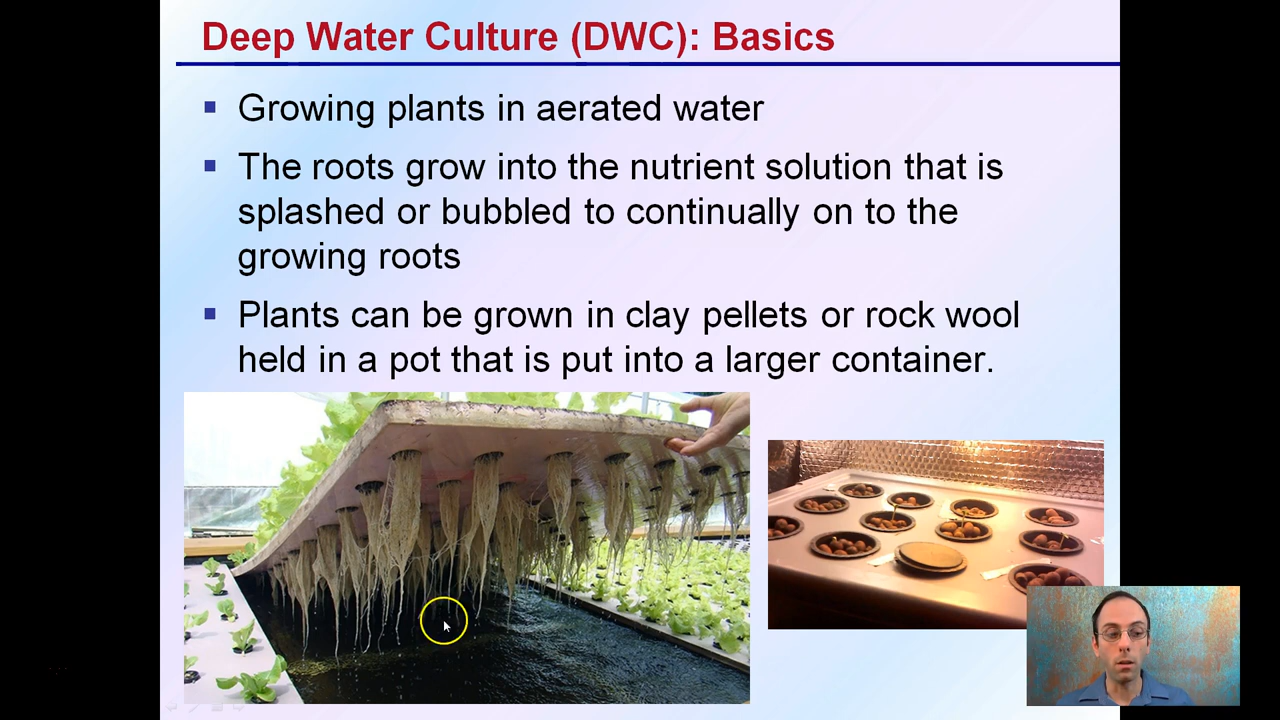 Deep Water Culture (DWC): Basics
Growing plants in aerated water
The roots grow into the nutrient solution that is
splashed or bubbled to continually on to the
growing roots
Plants can be grown in clay pellets or rock wool
held in a pot that is put into a larger container.